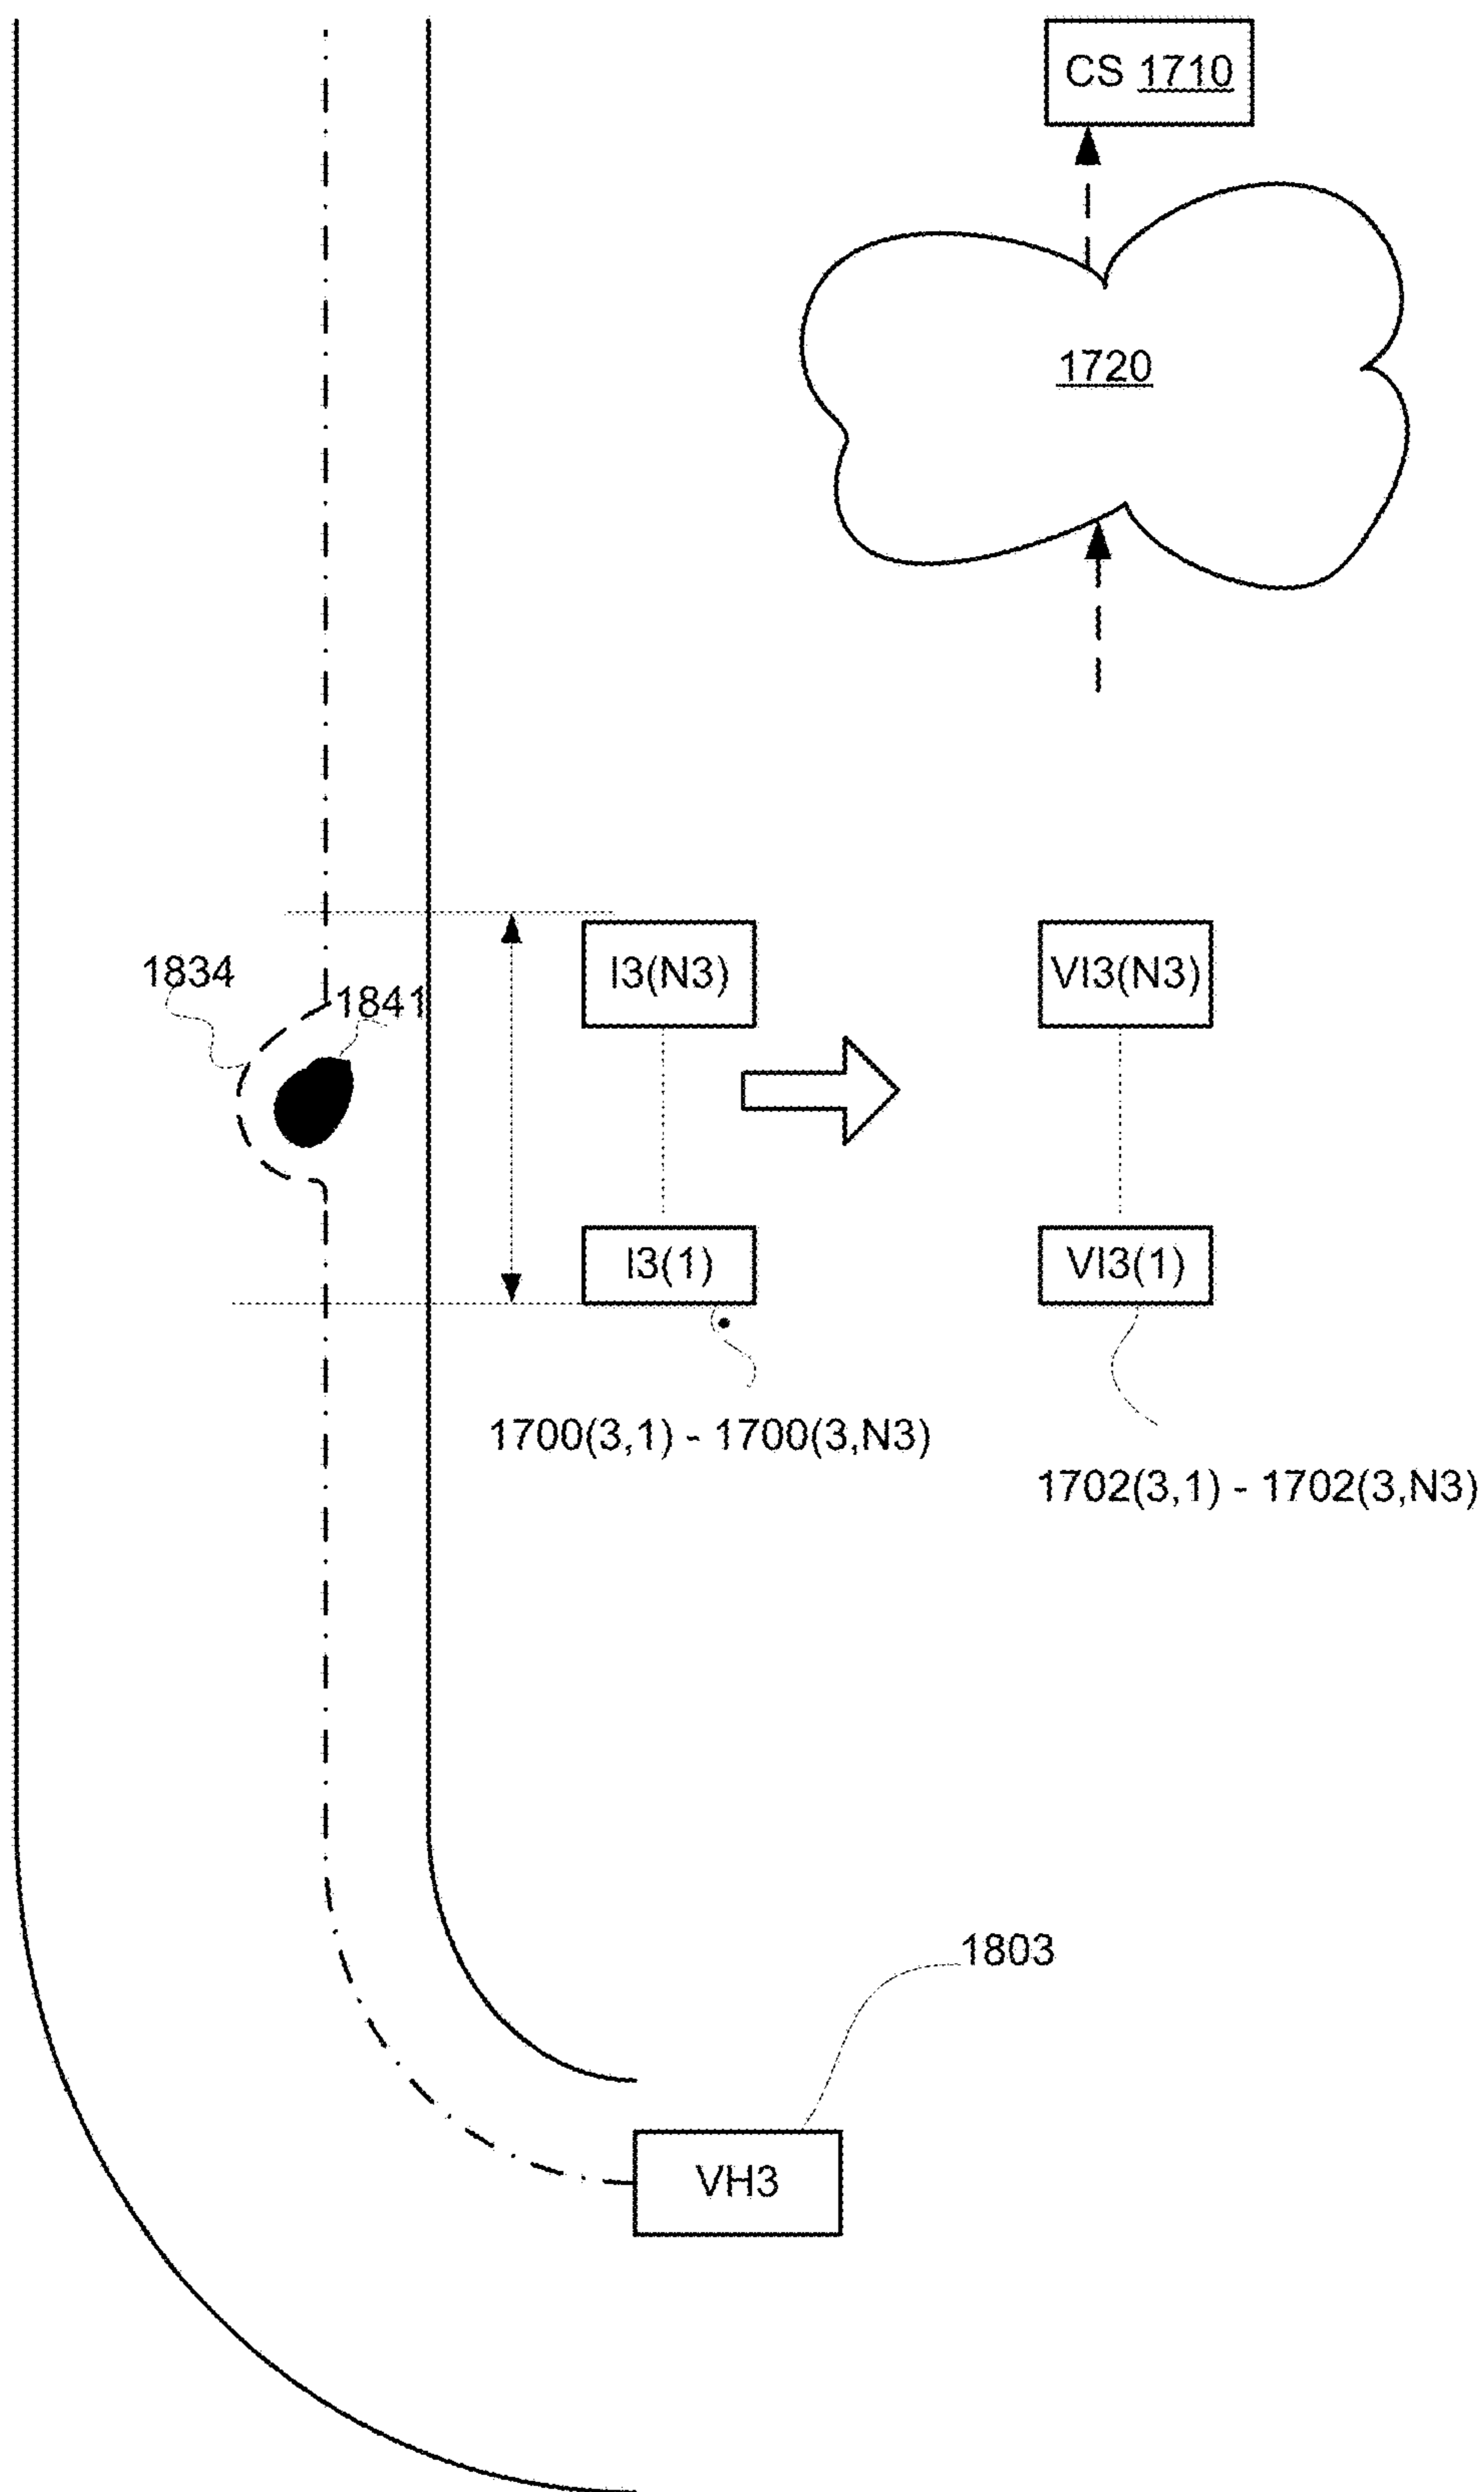 CS 1710
1720
I3(N3)
VI3(N3)
1834
1841
I3(1)
VI3(1)
1700(3,1) - 1700(3,N3)
1702(3,1) - 1702(3,N3)
1803
VH3